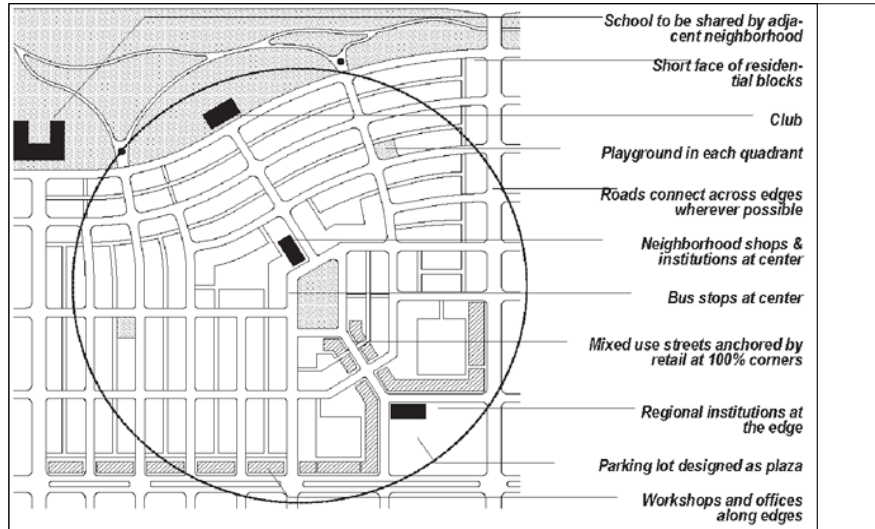 School to be shared by adja-
cent neighborhood
Short face of residen-
tial blocks
Club
Playground in each quadrant
Roads connect across edges
wherever possible
Neighborhood shops &
institutions at center
Bus stops at center
Mixed use streets anchored by
retail at 100% corners
Regional institutions at
the edge
Parking lot designed as plaza
Workshops and offices
along edges